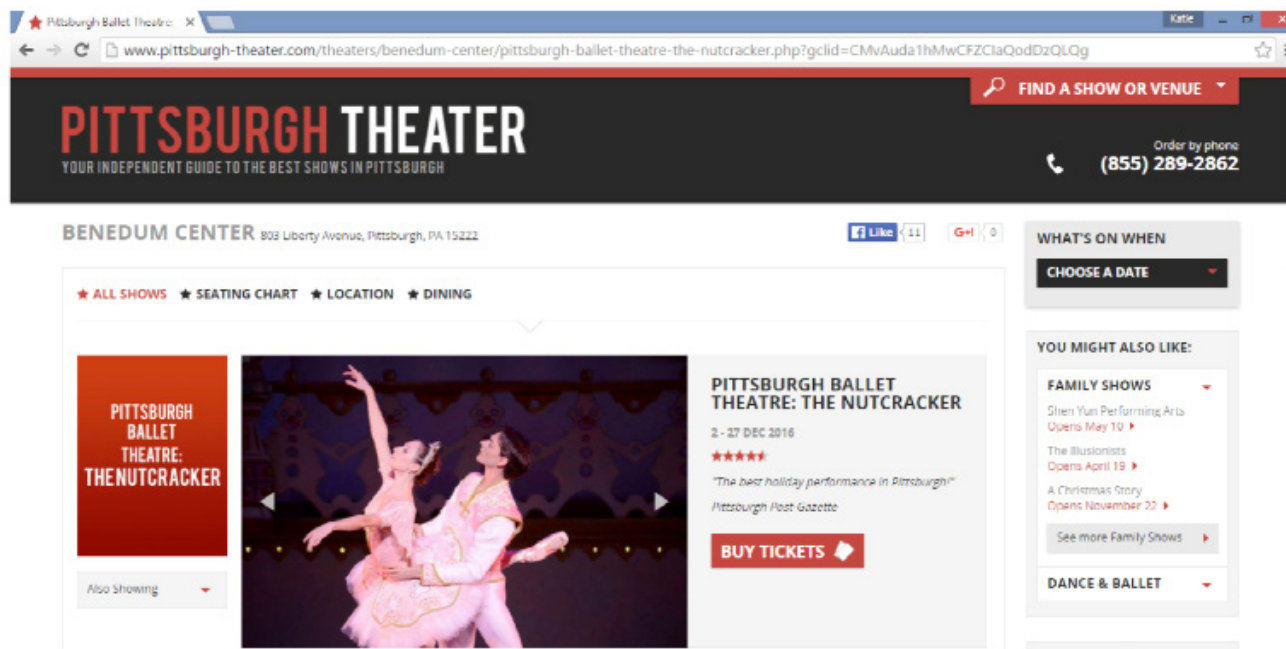 Pittsburgh Ballet Theatre:
Katie
www.pittsburgh-theater.com/theaters/benedum-center/pittsburgh-ballet-theatre-the-nutcracker.php?gclid=CMvAuda1hMwCFZCIaQodDzQLQg
FIND A SHOW OR VENUE
PITTSBURGH THEATER
YOUR INDEPENDENT GUIDE TO THE BEST SHOWS IN PITTSBURGH
Order by phone
(855) 289-2862
BENEDUM CENTER 803 Liberty Avenue, Pittsburgh, PA 15222
Like 11
G+1 0
ALL SHOWS SEATING CHART LOCATION DINING
PITTSBURGH
BALLET
THEATRE:
THE NUTCRACKER
Also Showing
PITTSBURGH BALLET
THEATRE: THE NUTCRACKER
2 - 27 DEC 2016
"The best holiday performance in Pittsburgh!"
Pittsburgh Post Gazette
BUY TICKETS
WHAT'S ON WHEN
CHOOSE A DATE
YOU MIGHT ALSO LIKE:
FAMILY SHOWS
Shen Yun Performing Arts
Opens May 10
The Illusionists
Opens April 19
A Christmas Story
Opens November 22
See more Family Shows
DANCE & BALLET